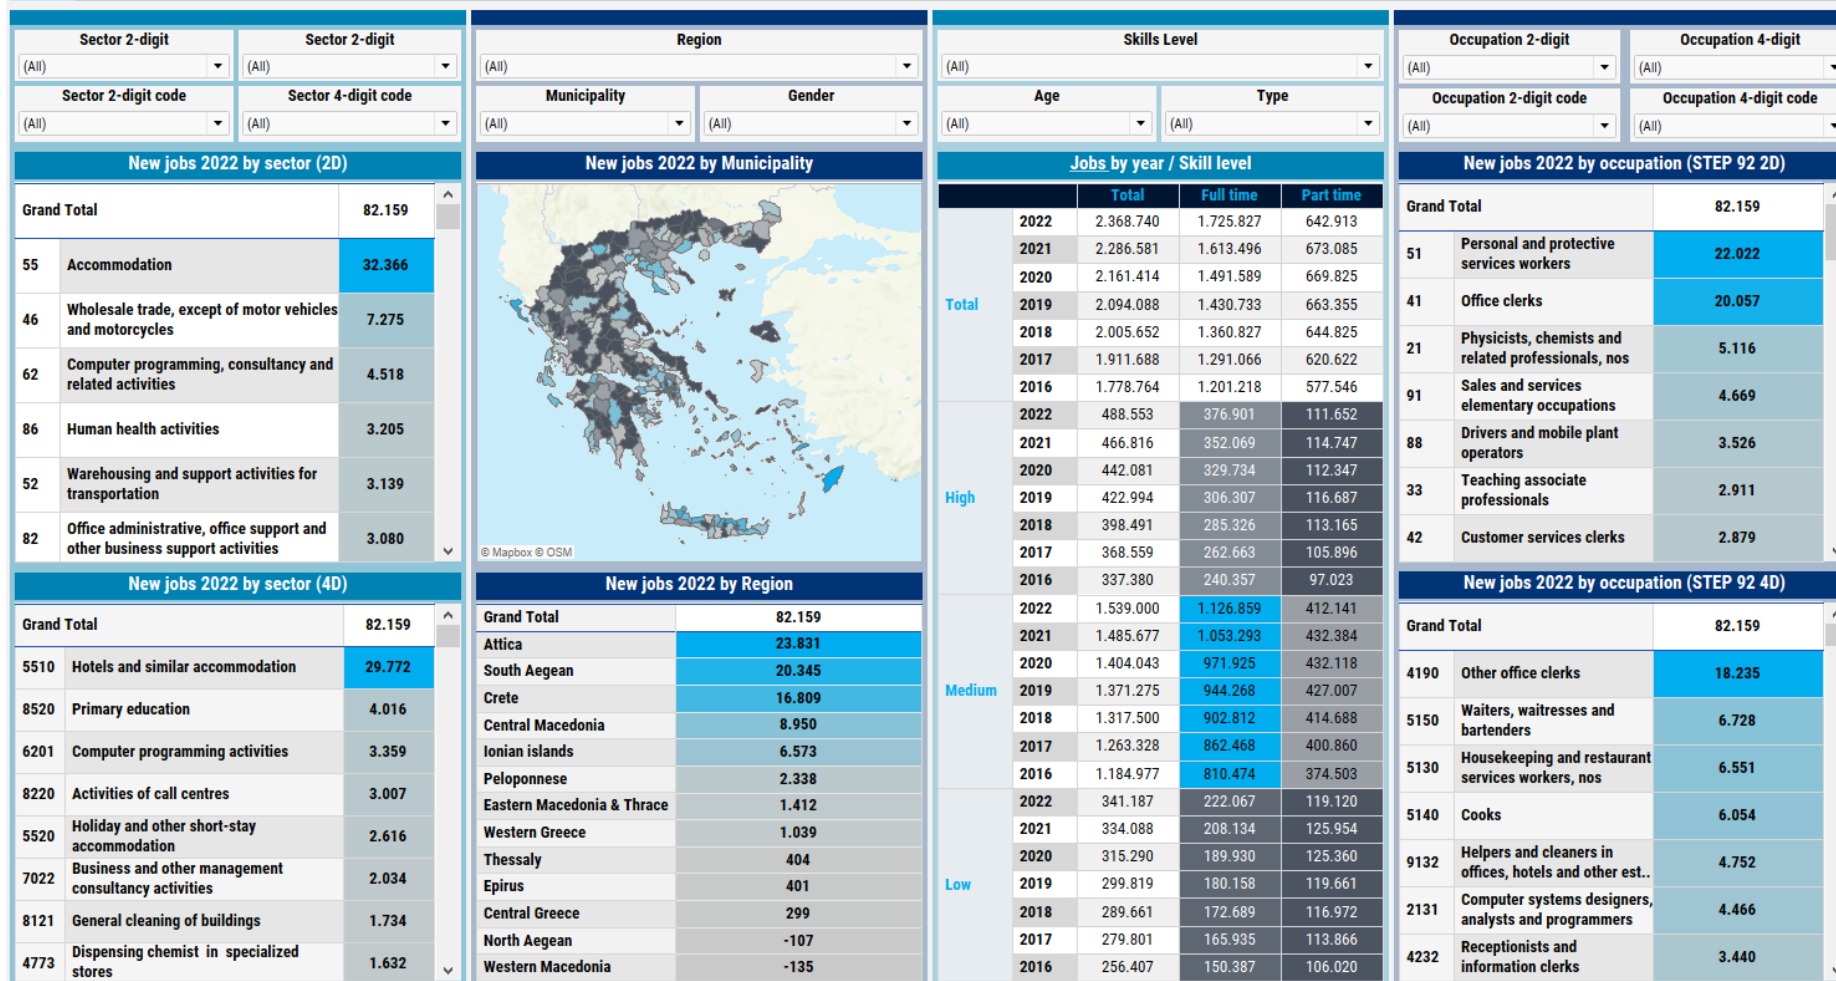 Sector 2-digit
Sector 2-digit
(All)
(All)
Sector 2-digit code
Sector 4-digit code
(All)
(All)
New jobs 2022 by sector (2D)
Grand Total 82.159
55 Accommodation 32.366
46 Wholesale trade, except of motor vehicles
and motorcycles 7.275
62 Computer programming, consultancy and
related activities 4.518
86 Human health activities 3.205
52 Warehousing and support activities for
transportation 3.139
82 Office administrative, office support and
other business support activities 3.080
New jobs 2022 by sector (4D)
Grand Total 82.159
5510 Hotels and similar accommodation 29.772
8520 Primary education 4.016
6201 Computer programming activities 3.359
8220 Activities of call centres 3.007
5520 Holiday and other short-stay
accommodation 2.616
7022 Business and other management
consultancy activities 2.034
8121 General cleaning of buildings 1.734
4773 Dispensing chemist in specialized
stores 1.632
Region
(All)
Municipality
Gender
(All)
(All)
New jobs 2022 by Municipality
© Mapbox © OSM
New jobs 2022 by Region
Grand Total 82.159
Attica 23.831
South Aegean 20.345
Crete 16.809
Central Macedonia 8.950
Ionian islands 6.573
Peloponnese 2.338
Eastern Macedonia & Thrace 1.412
Western Greece 1.039
Thessaly 404
Epirus 401
Central Greece 299
North Aegean -107
Western Macedonia -135
Skills Level
(All)
Age
Type
(All)
(All)
Jobs by year / Skill level
Total Full time Part time
Total
2022 2.368.740 1.725.827 642.913
2021 2.286.581 1.613.496 673.085
2020 2.161.414 1.491.589 669.825
2019 2.094.088 1.430.733 663.355
2018 2.005.652 1.360.827 644.825
2017 1.911.688 1.291.066 620.622
2016 1.778.764 1.201.218 577.546
High
2022 488.553 376.901 111.652
2021 466.816 352.069 114.747
2020 442.081 329.734 112.347
2019 422.994 306.307 116.687
2018 398.491 285.326 113.165
2017 368.559 262.663 105.896
2016 337.380 240.357 97.023
Medium
2022 1.539.000 1.126.859 412.141
2021 1.485.677 1.053.293 432.384
2020 1.404.043 971.925 432.118
2019 1.371.275 944.268 427.007
2018 1.317.500 902.812 414.688
2017 1.263.328 862.468 400.860
2016 1.184.977 810.474 374.503
Low
2022 341.187 222.067 119.120
2021 334.088 208.134 125.954
2020 315.290 189.930 125.360
2019 299.819 180.158 119.661
2018 289.661 172.689 116.972
2017 279.801 165.935 113.866
2016 256.407 150.387 106.020
Occupation 2-digit
Occupation 4-digit
(All)
(All)
Occupation 2-digit code
Occupation 4-digit code
(All)
(All)
New jobs 2022 by occupation (STEP 92 2D)
Grand Total 82.159
51 Personal and protective
services workers 22.022
41 Office clerks 20.057
21 Physicists, chemists and
related professionals, nos 5.116
91 Sales and services
elementary occupations 4.669
88 Drivers and mobile plant
operators 3.526
33 Teaching associate
professionals 2.911
42 Customer services clerks 2.879
New jobs 2022 by occupation (STEP 92 4D)
Grand Total 82.159
4190 Other office clerks 18.235
5150 Waiters, waitresses and
bartenders 6.728
5130 Housekeeping and restaurant
services workers, nos 6.551
5140 Cooks 6.054
9132 Helpers and cleaners in
offices, hotels and other est.. 4.752
2131 Computer systems designers,
analysts and programmers 4.466
4232 Receptionists and
information clerks 3.440